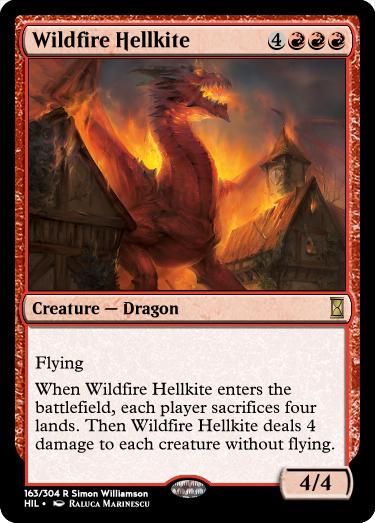 Wildfire Hellkite 4
Creature — Dragon
Flying
When Wildfire Hellkite enters the
battlefield, each player sacrifices four
lands. Then Wildfire Hellkite deals 4
damage to each creature without flying.
4/4
163/304 R Simon Williamson
HIL • Raluca Marinescu